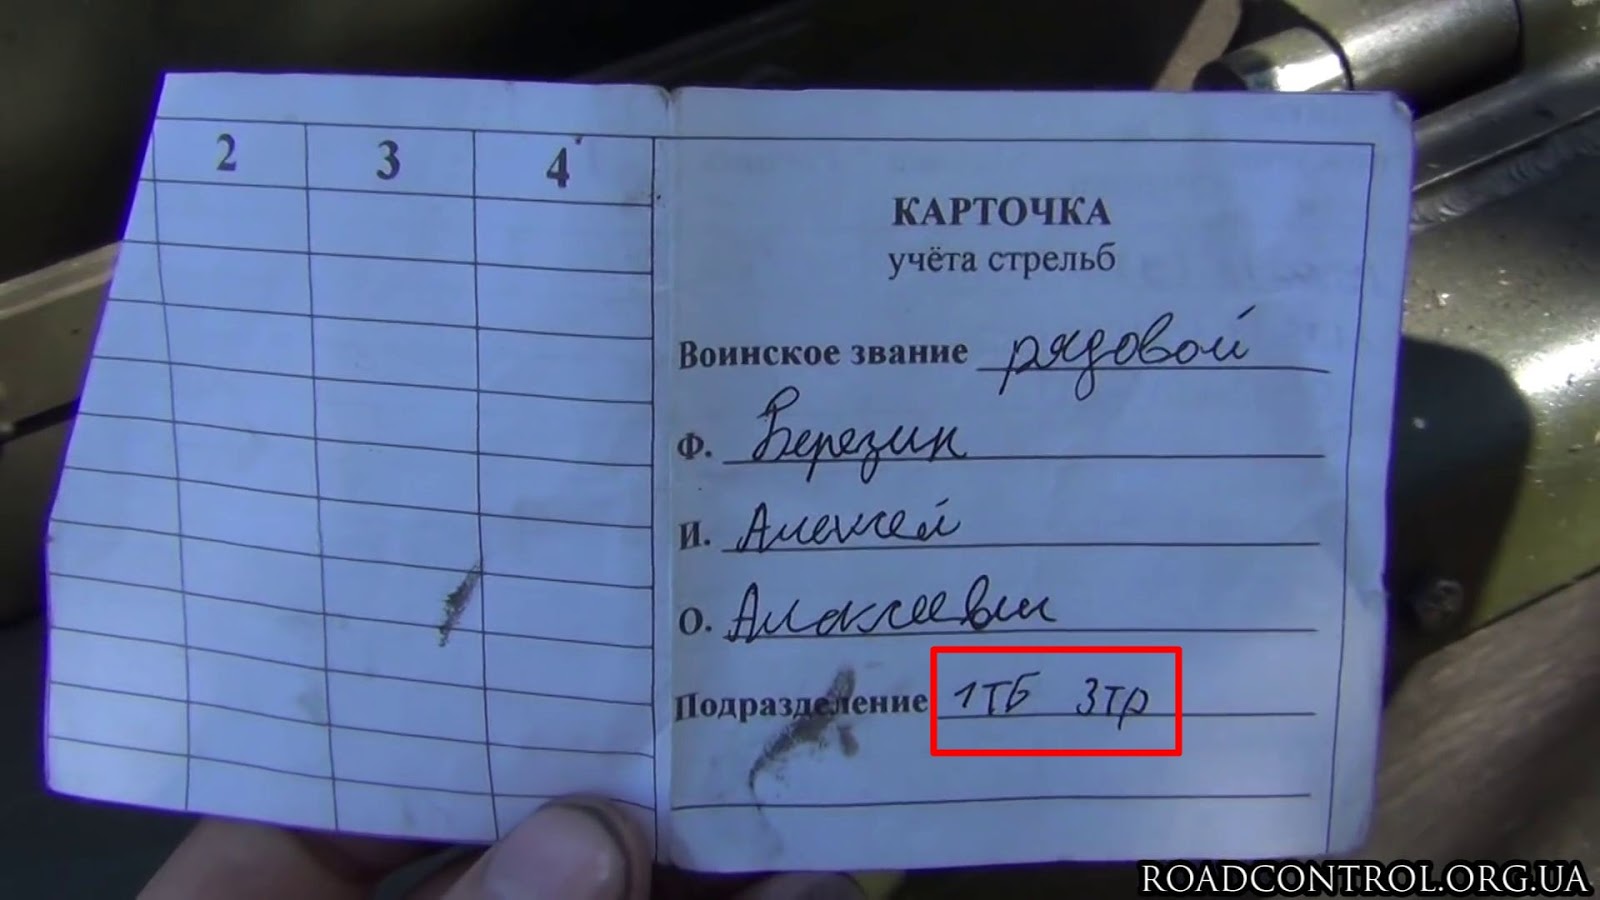 2 3 4
КАРТОЧКА
учёта стрельб
Воинское звание рядовой
Ф. Березин
И. Алексей
О. Алексеевич
Подразделение 1ТБ 3тр
ROADCONTROL.ORG.UA